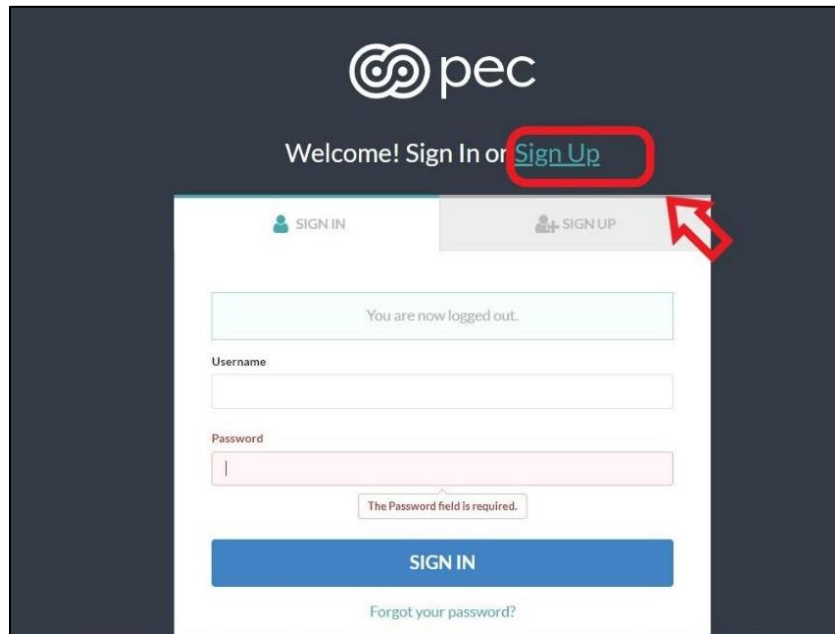 pec
Welcome! Sign In or Sign Up
SIGN IN
SIGN UP
You are now logged out.
Username
Password
The Password field is required.
SIGN IN
Forgot your password?